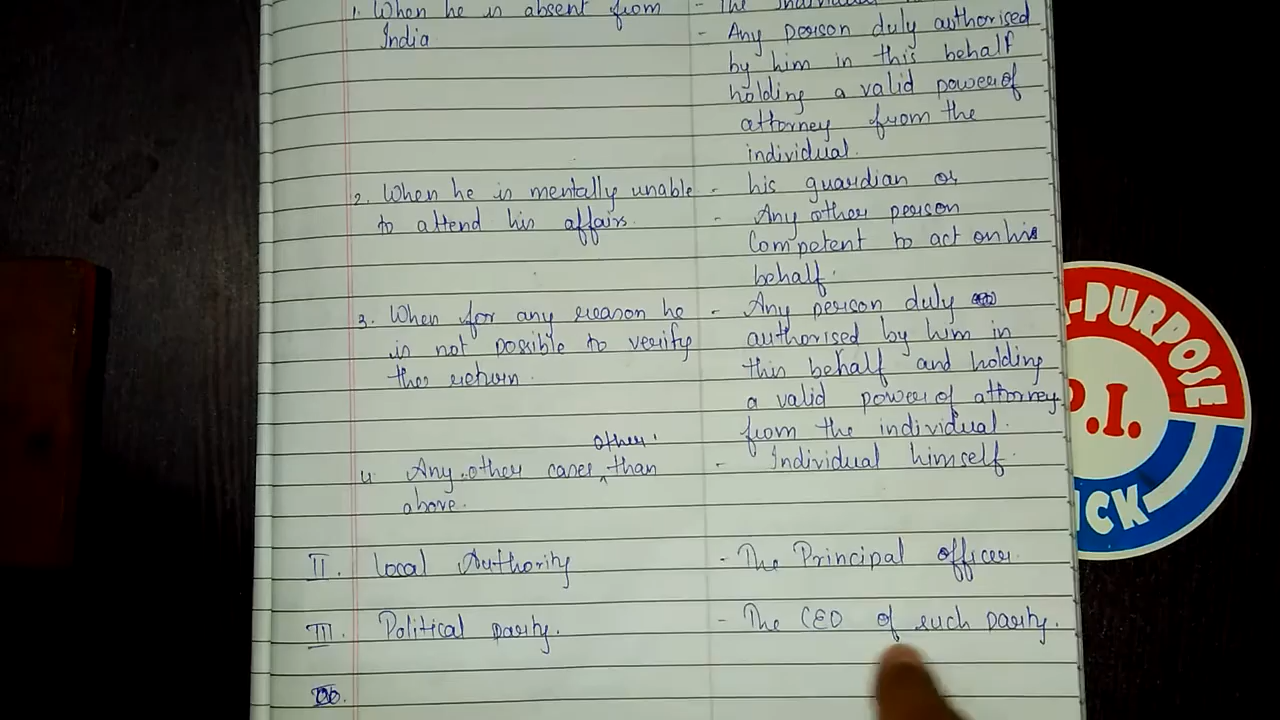 1. When he is absent from - The individual
India
- Any person duly authorised
by him in this behalf
holding a valid power of
attorney from the
individual.
2. When he is mentally unable - his guardian or
to attend his affairs. - Any other person
Competent to act on his
behalf.
3. When for any reason he - Any person duly
is not possible to verify authorised by him in
the return. this behalf and holding
a valid power of attorney
from the individual.
other
4. Any other cases ^ than - Individual himself.
above.
II. Local Authority - The Principal officer.
III. Political party. - The CEO of such party.
-PURPOSE
P.I.
ICK